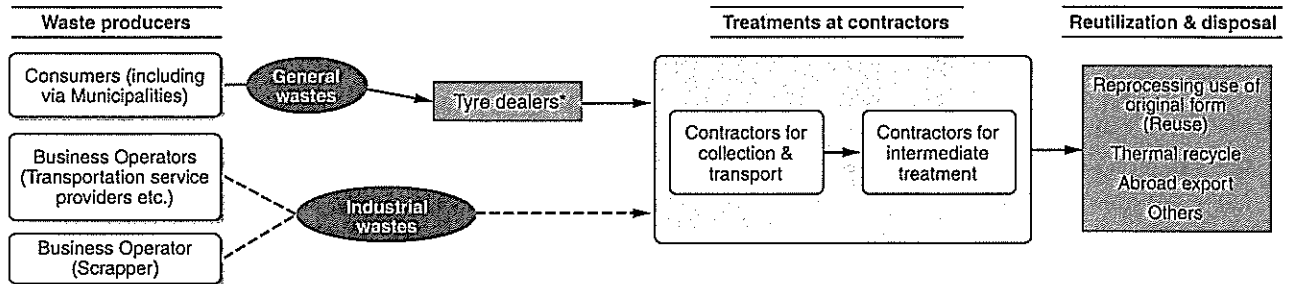 Waste producers
Treatments at contractors
Reutilization & disposal
Consumers (including
via Municipalities)
General
wastes
Tyre dealers*
Business Operators
(Transportation service
providers etc.)
Industrial
wastes
Business Operator
(Scrapper)
Contractors for
collection &
transport
Contractors for
intermediate
treatment
Reprocessing use of
original form
(Reuse)
Thermal recycle
Abroad export
Others